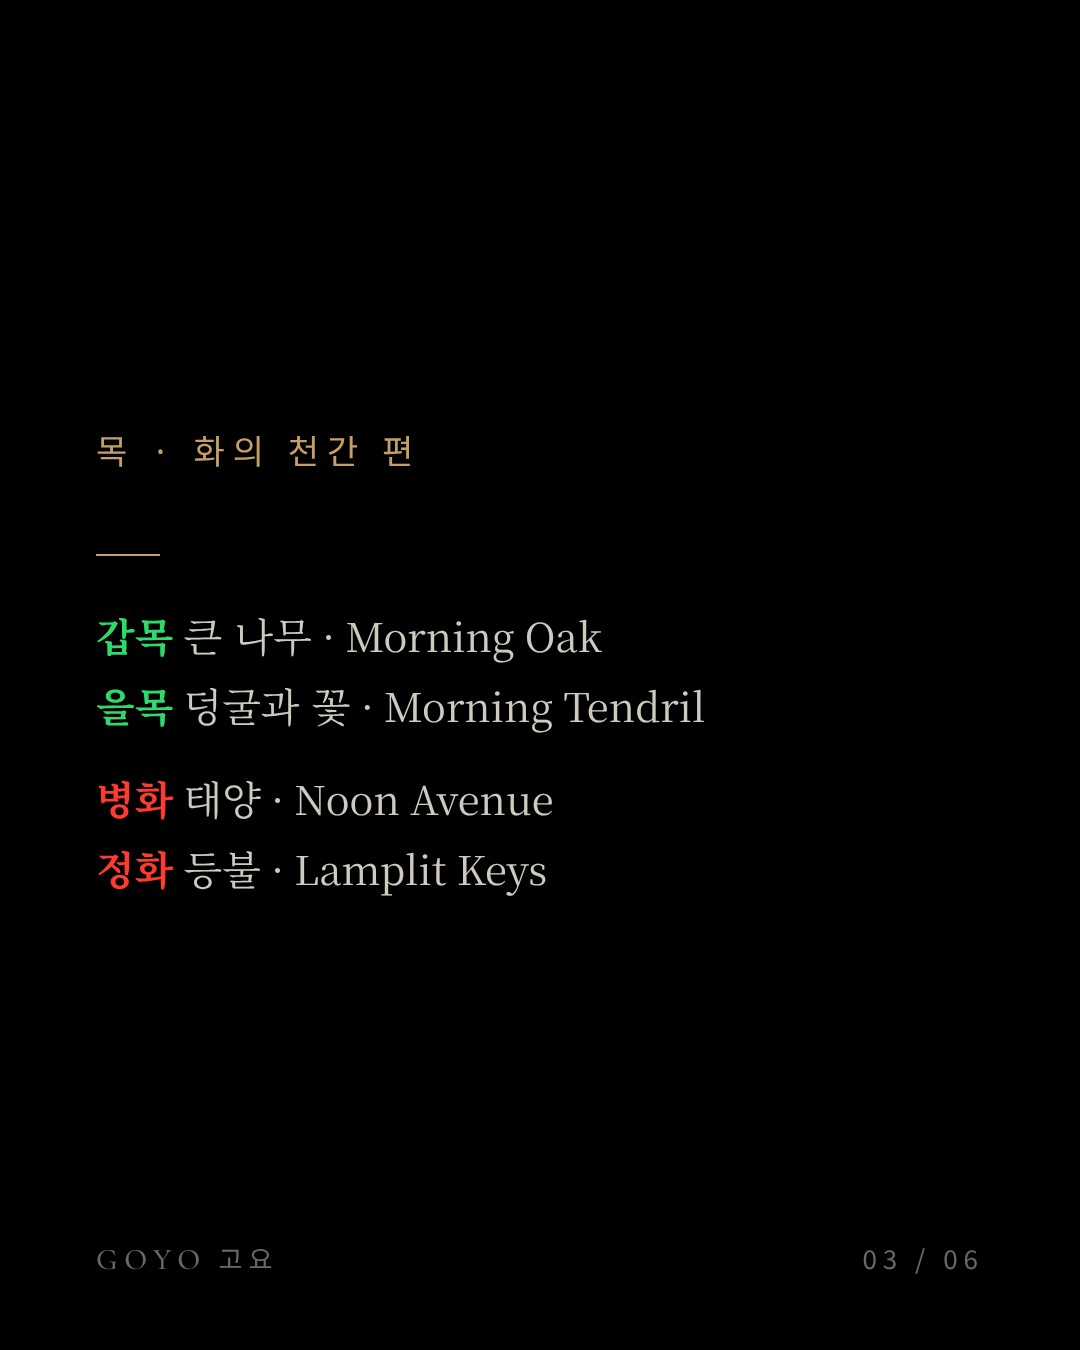 목 · 화의 천간 편
갑목 큰 나무 · Morning Oak
을목 덩굴과 꽃 · Morning Tendril
병화 태양 · Noon Avenue
정화 등불 · Lamplit Keys
GOYO 고요
03 / 06